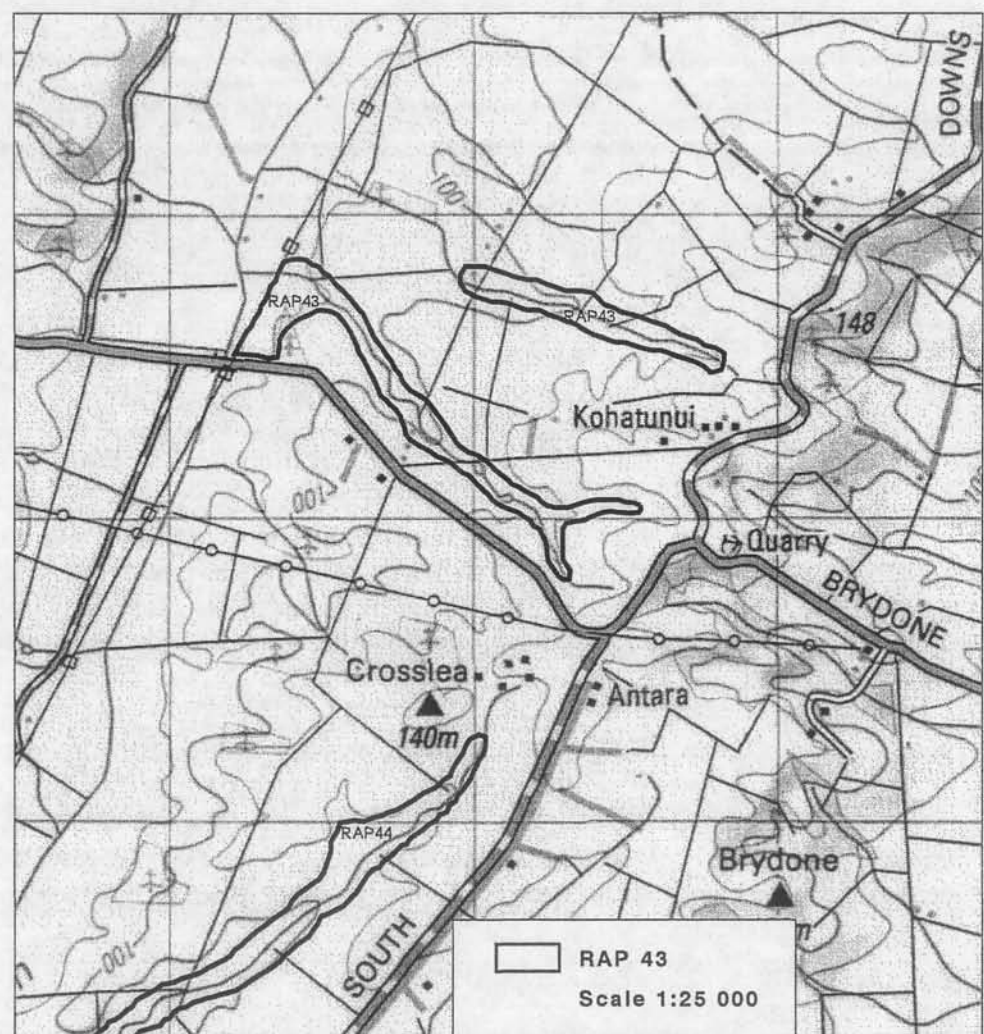 DOWNS
100
RAP43
RAP43
148
Kohatunui
100
Quarry
BRYDONE
Crosslea
140m
Antara
RAP44
Brydone
100
SOUTH
m
RAP 43
Scale 1:25 000